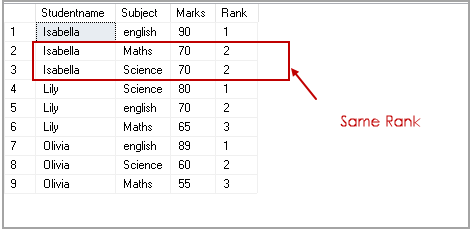 Studentname Subject Marks Rank
1 Isabella english 90 1
2 Isabella Maths 70 2
3 Isabella Science 70 2
4 Lily Science 80 1
5 Lily english 70 2
6 Lily Maths 65 3
7 Olivia english 89 1
8 Olivia Science 60 2
9 Olivia Maths 55 3
Same Rank